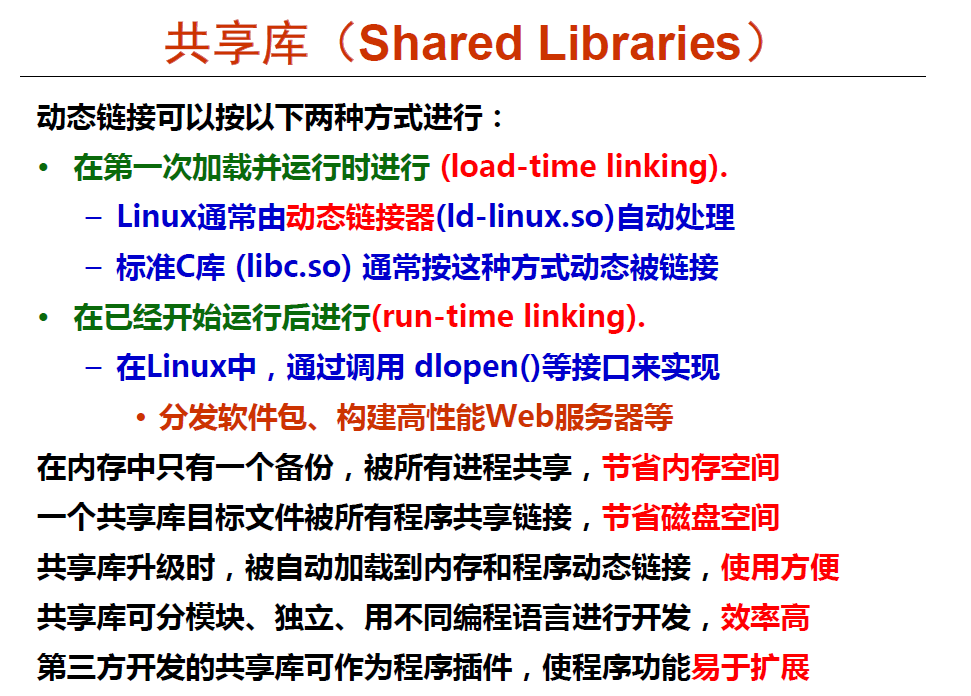 共享库（Shared Libraries）
动态链接可以按以下两种方式进行：
• 在第一次加载并运行时进行 (load-time linking).
– Linux通常由动态链接器(ld-linux.so)自动处理
– 标准C库 (libc.so) 通常按这种方式动态被链接
• 在已经开始运行后进行(run-time linking).
– 在Linux中，通过调用 dlopen()等接口来实现
• 分发软件包、构建高性能Web服务器等
在内存中只有一个备份，被所有进程共享，节省内存空间
一个共享库目标文件被所有程序共享链接，节省磁盘空间
共享库升级时，被自动加载到内存和程序动态链接，使用方便
共享库可分模块、独立、用不同编程语言进行开发，效率高
第三方开发的共享库可作为程序插件，使程序功能易于扩展